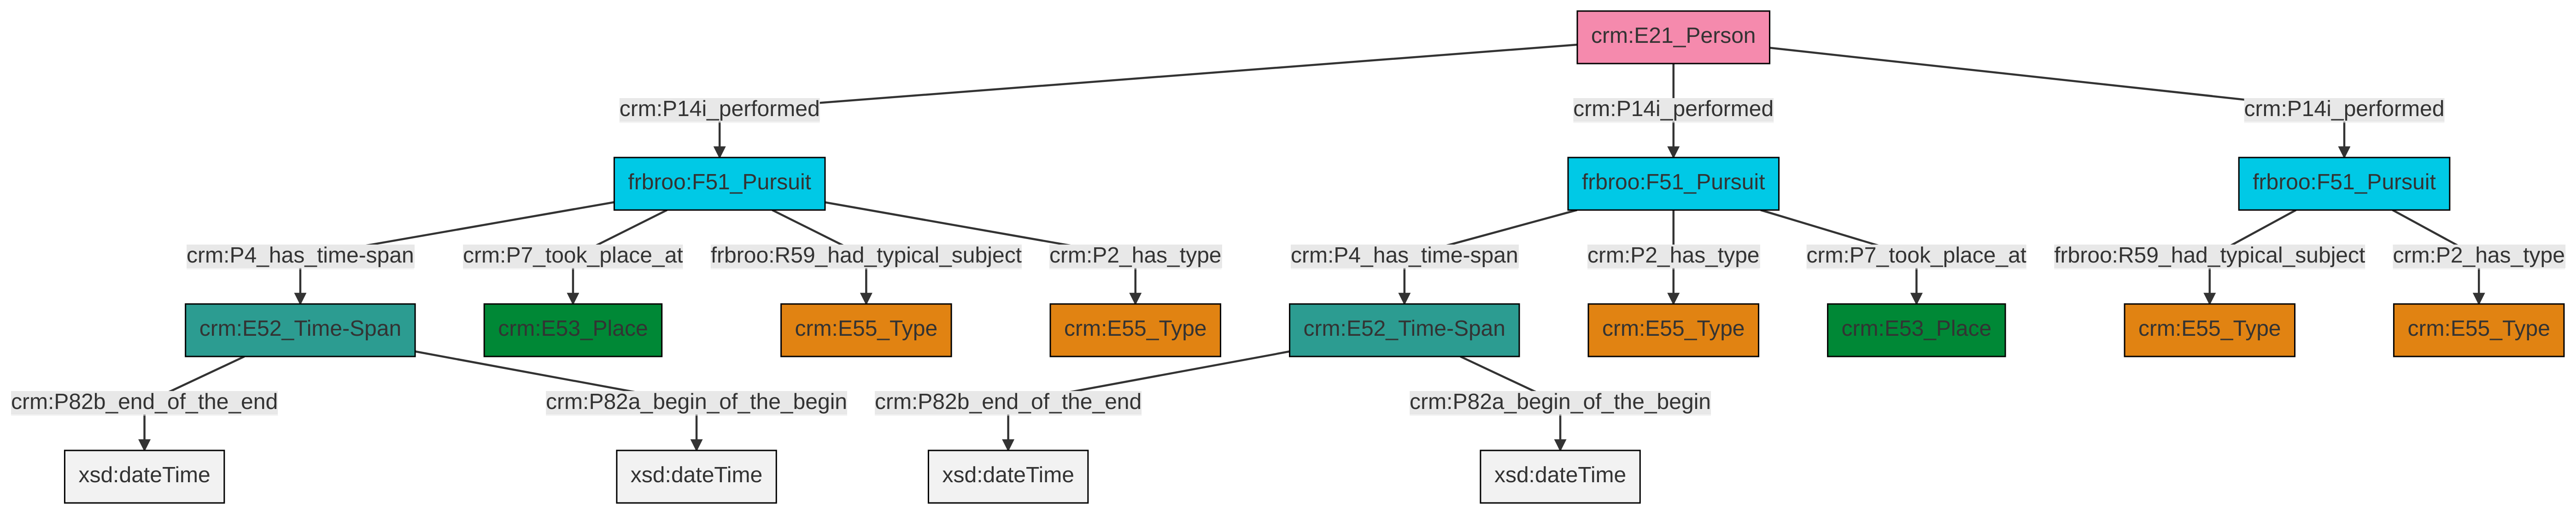 crm:E21_Person
crm:P14i_performed
crm:P14i_performed
crm:P14i_performed
frbroo:F51_Pursuit
frbroo:F51_Pursuit
frbroo:F51_Pursuit
crm:P4_has_time-span
crm:P7_took_place_at
frbroo:R59_had_typical_subject
crm:P2_has_type
crm:P4_has_time-span
crm:P2_has_type
crm:P7_took_place_at
frbroo:R59_had_typical_subject
crm:P2_has_type
crm:E52_Time-Span
crm:E53_Place
crm:E55_Type
crm:E55_Type
crm:E52_Time-Span
crm:E55_Type
crm:E53_Place
crm:E55_Type
crm:E55_Type
crm:P82b_end_of_the_end
crm:P82a_begin_of_the_begin
crm:P82b_end_of_the_end
crm:P82a_begin_of_the_begin
xsd:dateTime
xsd:dateTime
xsd:dateTime
xsd:dateTime